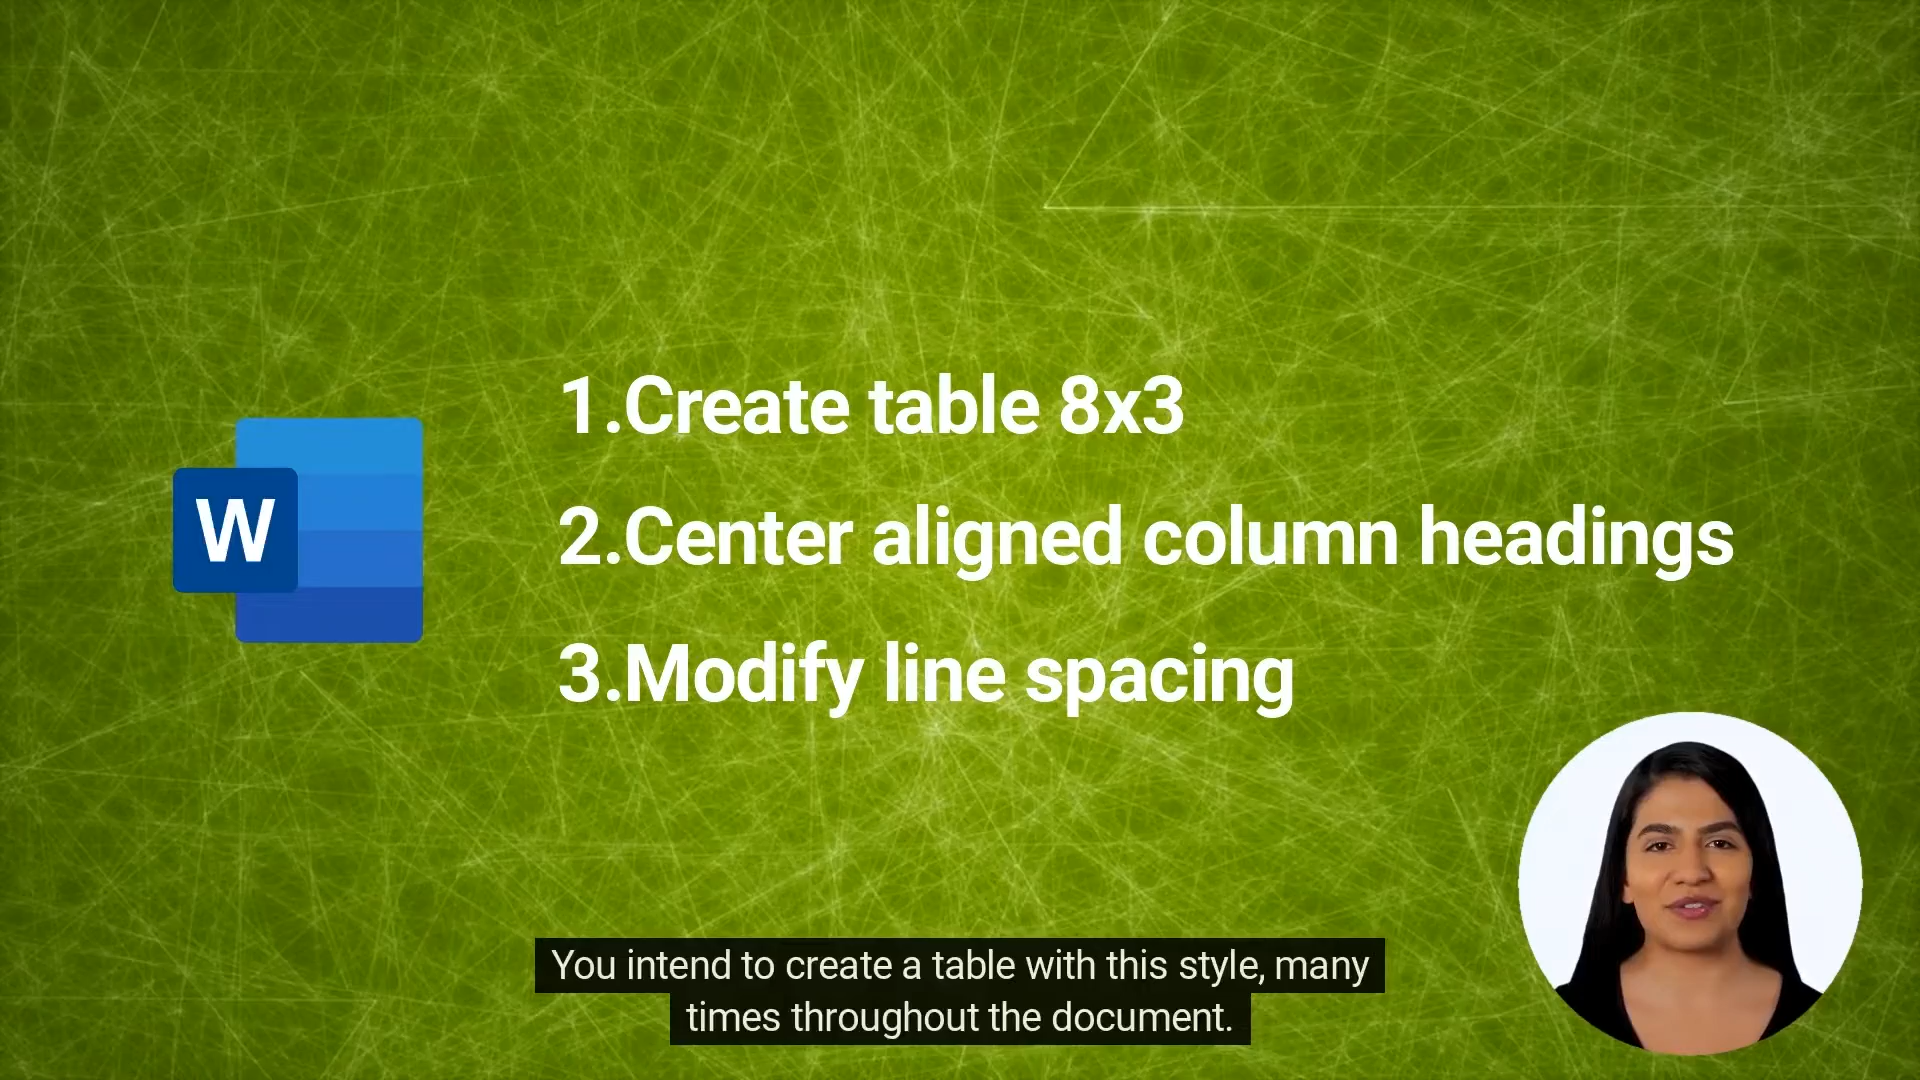 W
1.Create table 8x3
2.Center aligned column headings
3.Modify line spacing
You intend to create a table with this style, many
times throughout the document.